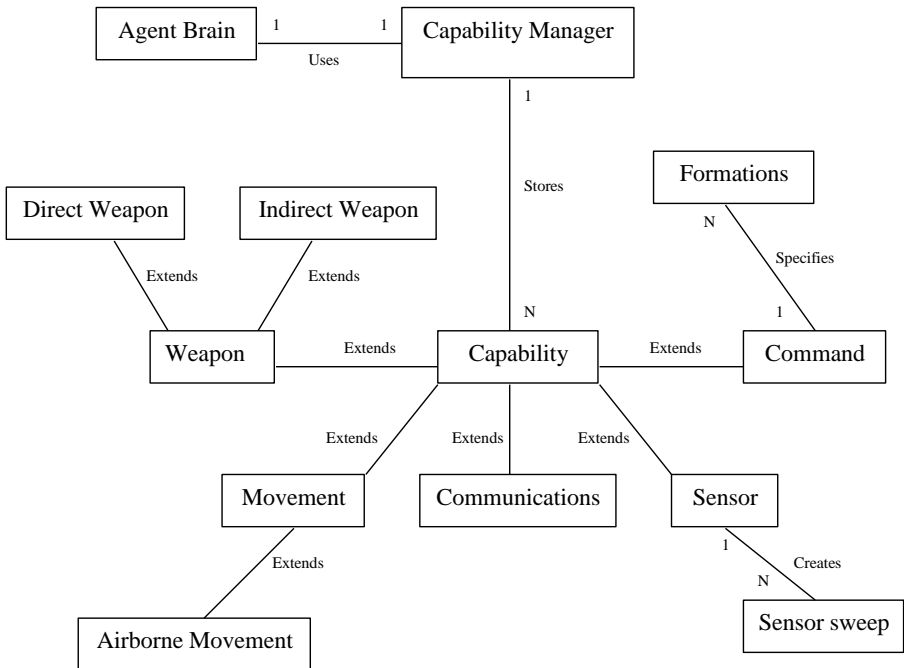 Agent Brain
1
1
Capability Manager
Uses
1
Formations
Stores
Direct Weapon
Indirect Weapon
N
Specifies
Extends
Extends
N
1
Weapon
Extends
Capability
Extends
Command
Extends
Extends
Extends
Movement
Communications
Sensor
1
Extends
Creates
N
Airborne Movement
Sensor sweep